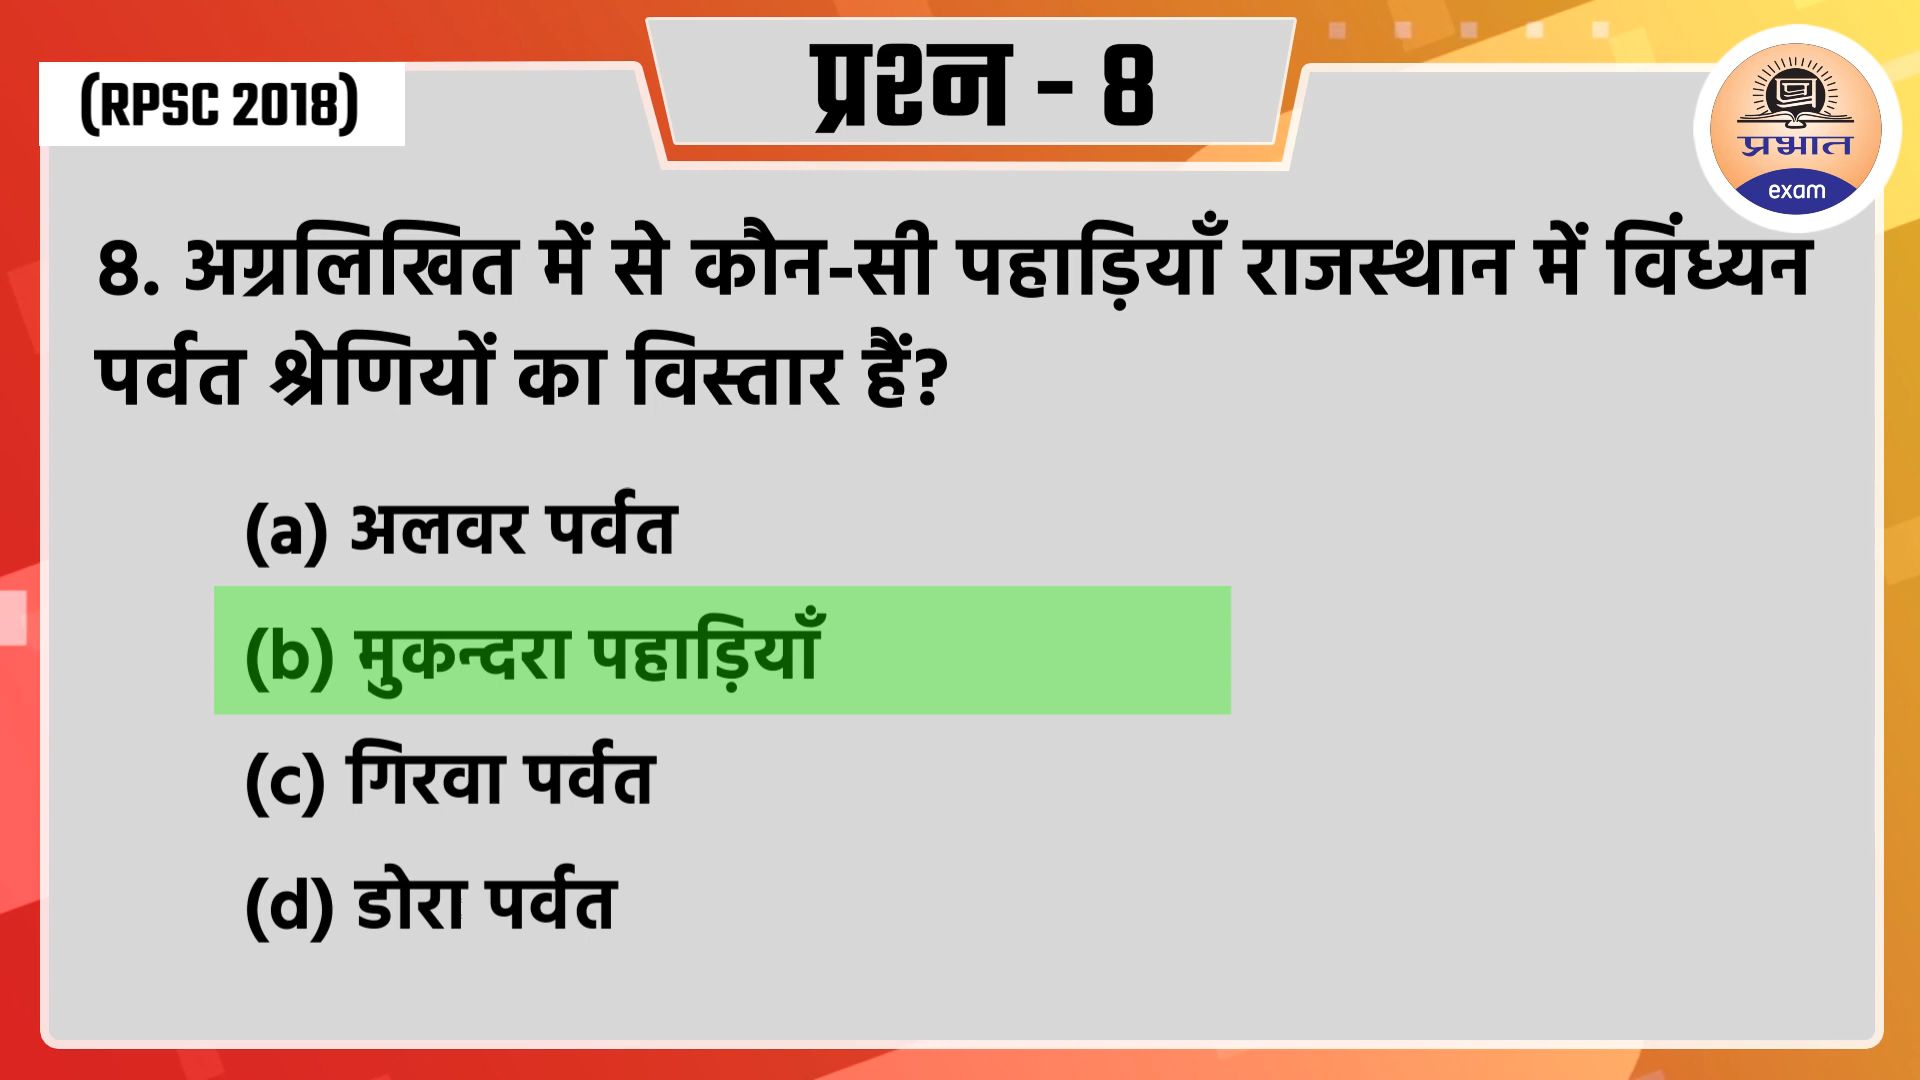 प्रश्न - 8
(RPSC 2018)
प्रभात
exam
8. अग्रलिखित में से कौन-सी पहाड़ियाँ राजस्थान में विंध्यन
पर्वत श्रेणियों का विस्तार हैं?
(a) अलवर पर्वत
(b) मुकन्दरा पहाड़ियाँ
(c) गिरवा पर्वत
(d) डोरा पर्वत